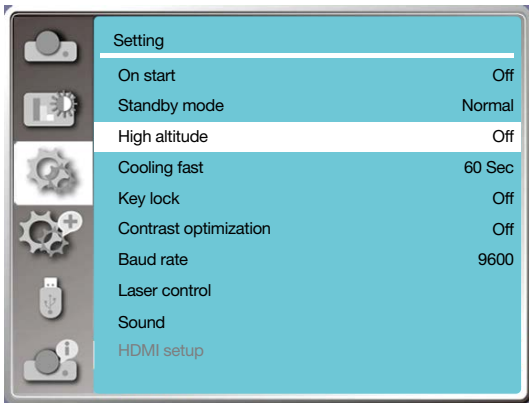 Setting
On start Off
Standby mode Normal
High altitude Off
Cooling fast 60 Sec
Key lock Off
Contrast optimization Off
Baud rate 9600
Laser control
Sound
HDMI setup